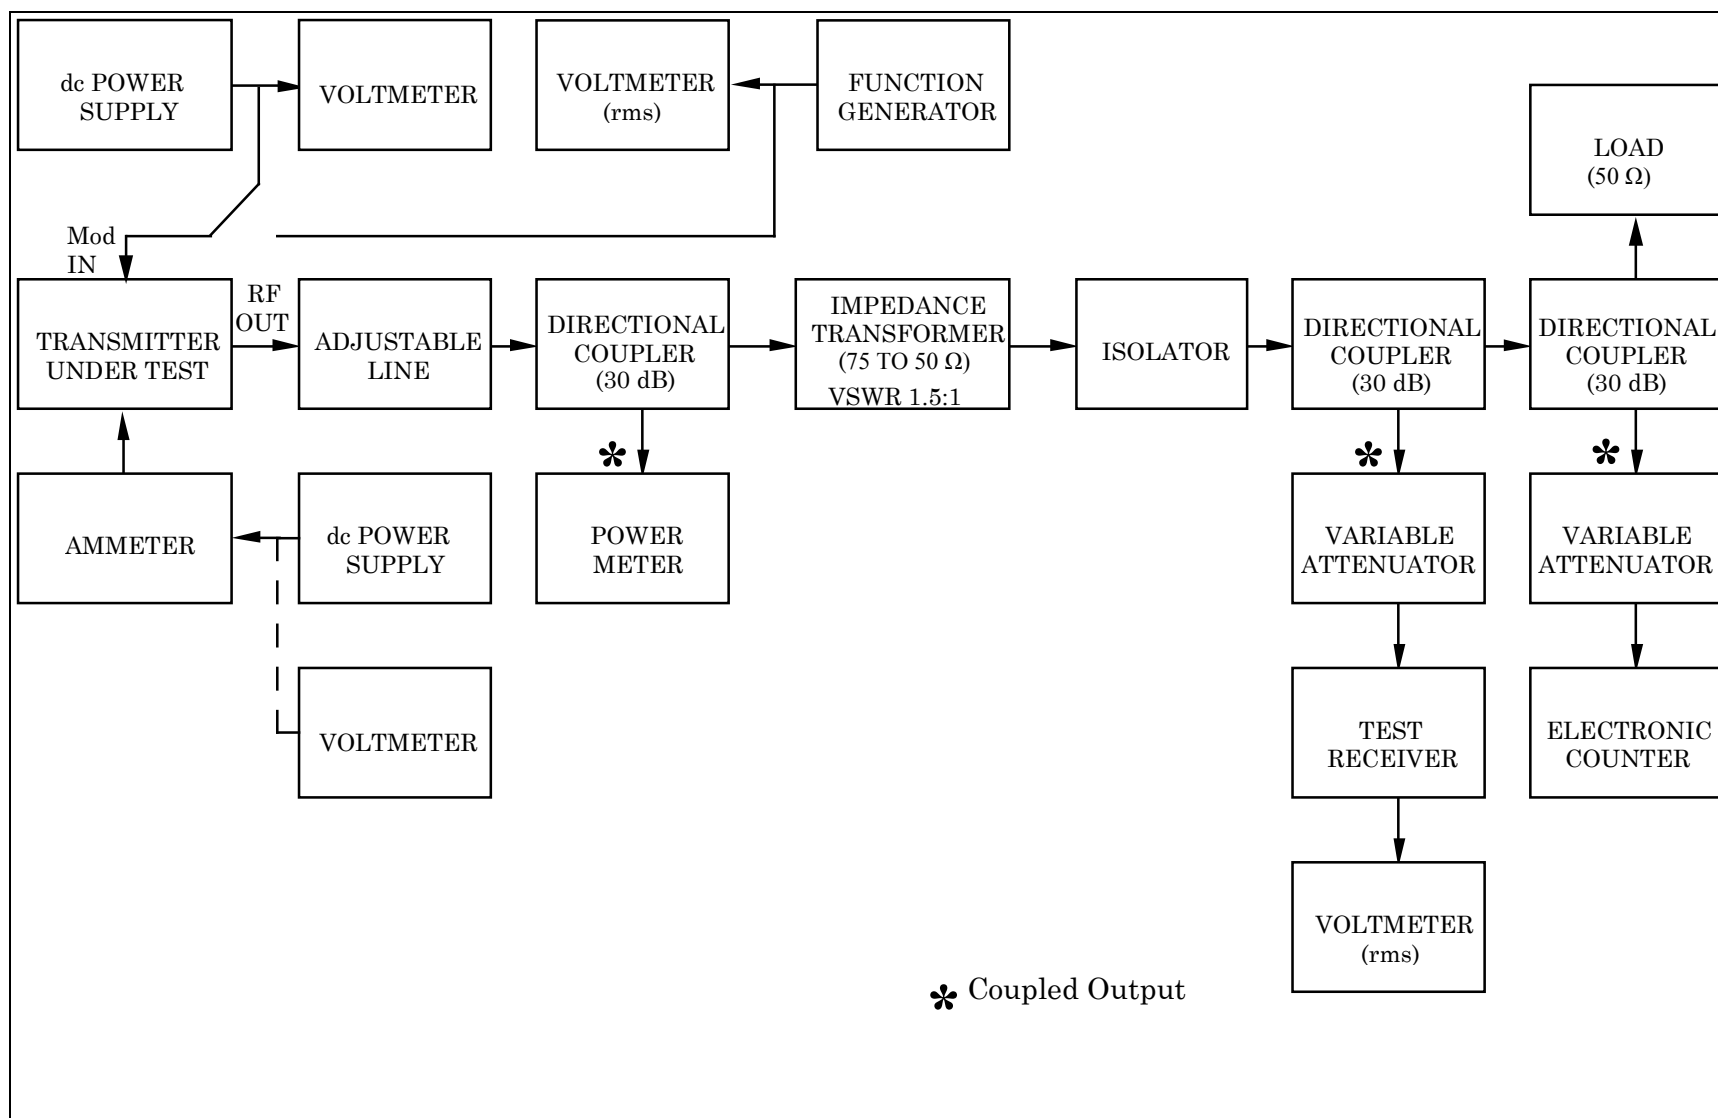 dc POWER
SUPPLY
VOLTMETER
VOLTMETER
(rms)
FUNCTION
GENERATOR
LOAD
(50 Ω)
Mod
IN
RF
OUT
TRANSMITTER
UNDER TEST
ADJUSTABLE
LINE
DIRECTIONAL
COUPLER
(30 dB)
IMPEDANCE
TRANSFORMER
(75 TO 50 Ω)
VSWR 1.5:1
ISOLATOR
DIRECTIONAL
COUPLER
(30 dB)
DIRECTIONAL
COUPLER
(30 dB)
*
*
*
AMMETER
dc POWER
SUPPLY
POWER
METER
VARIABLE
ATTENUATOR
VARIABLE
ATTENUATOR
VOLTMETER
TEST
RECEIVER
ELECTRONIC
COUNTER
VOLTMETER
(rms)
* Coupled Output